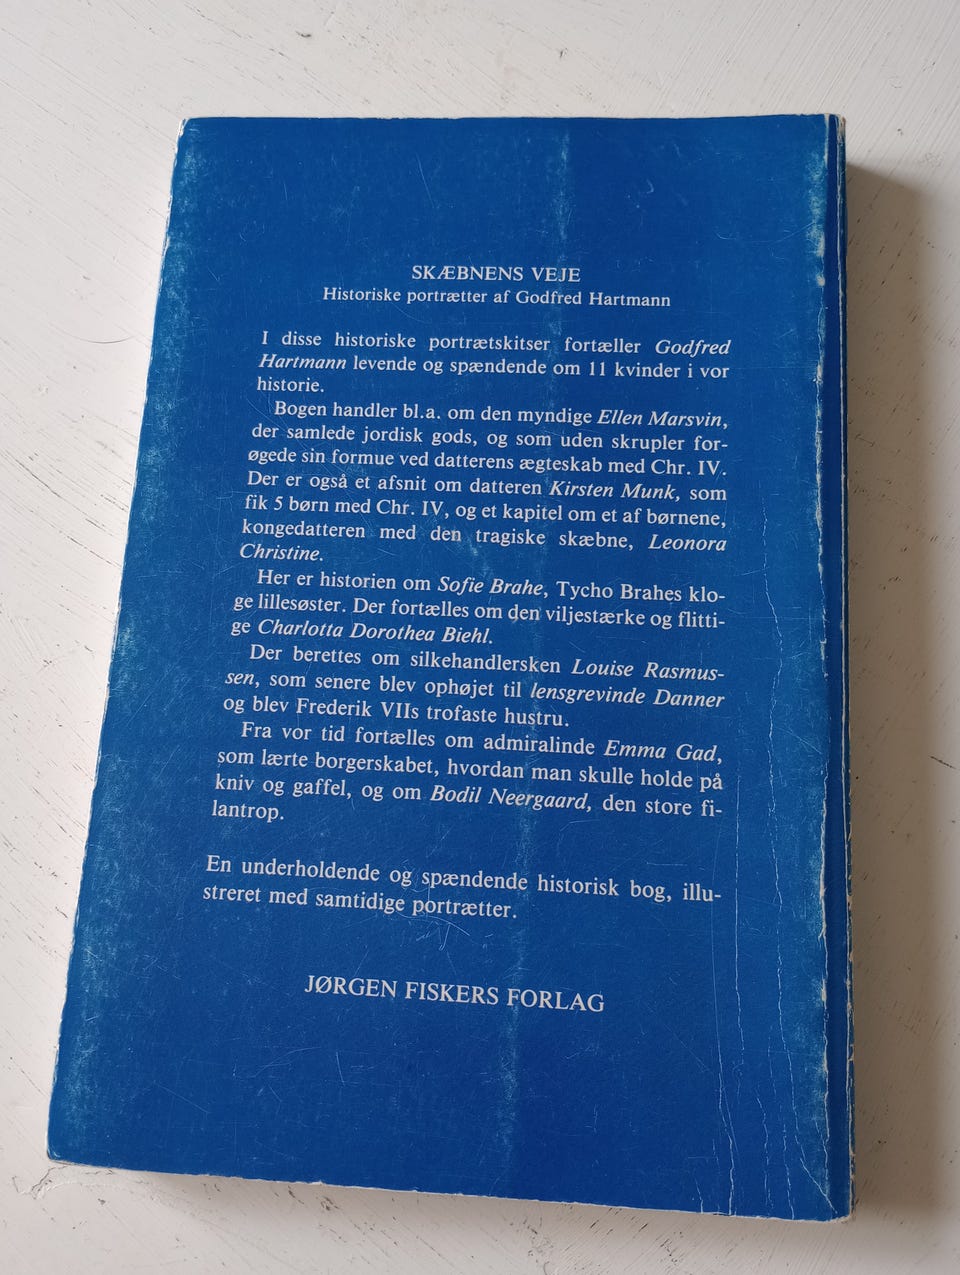 SKÆBNENS VEJE
Historiske portrætter af Godfred Hartmann
I disse historiske portrætskitser fortæller Godfred
Hartmann levende og spændende om 11 kvinder i vor
historie.
Bogen handler bl.a. om den myndige Ellen Marsvin,
der samlede jordisk gods, og som uden skrupler for-
øgede sin formue ved datterens ægteskab med Chr. IV.
Der er også et afsnit om datteren Kirsten Munk, som
fik 5 børn med Chr. IV, og et kapitel om et af børnene,
kongedatteren med den tragiske skæbne, Leonora
Christine.
Her er historien om Sofie Brahe, Tycho Brahes klo-
ge lillesøster. Der fortælles om den viljestærke og flitti-
ge Charlotta Dorothea Biehl.
Der berettes om silkehandlersken Louise Rasmus-
sen, som senere blev ophøjet til lensgrevinde Danner
og blev Frederik VIIs trofaste hustru.
Fra vor tid fortælles om admiralinde Emma Gad,
som lærte borgerskabet, hvordan man skulle holde på
kniv og gaffel, og om Bodil Neergaard, den store fi-
lantrop.
En underholdende og spændende historisk bog, illu-
streret med samtidige portrætter.
JØRGEN FISKERS FORLAG